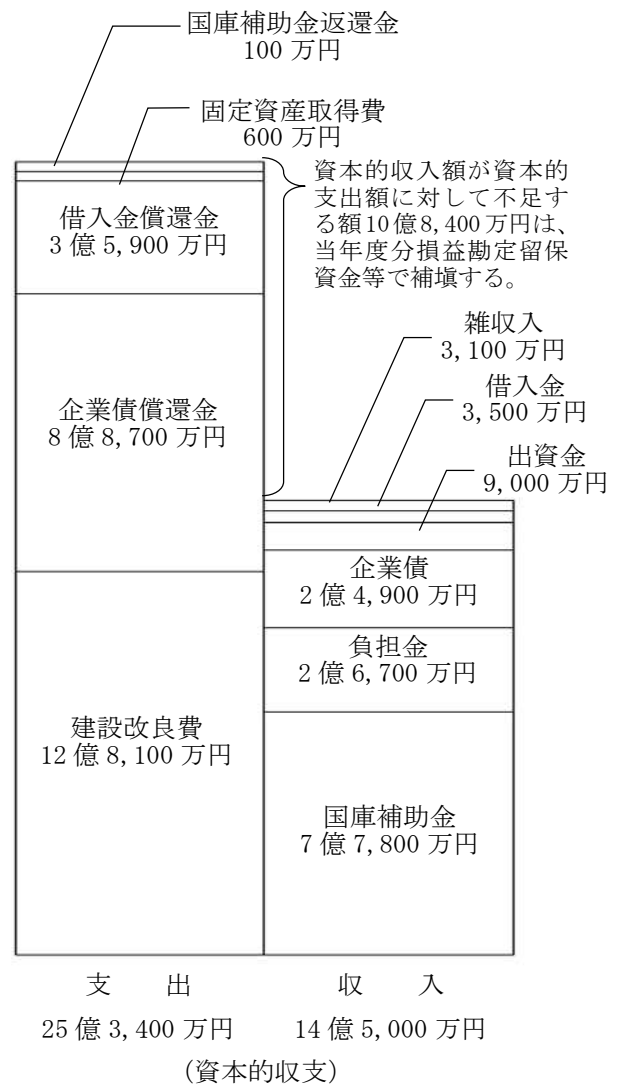 国庫補助金返還金
100 万円
固定資産取得費
600 万円
資本的収入額が資本的
支出額に対して不足す
る額10億8,400万円は、
当年度分損益勘定留保
資金等で補塡する。
借入金償還金
3 億 5,900 万円
雑収入
3,100 万円
借入金
3,500 万円
出資金
9,000 万円
企業債償還金
8 億 8,700 万円
企業債
2 億 4,900 万円
負担金
2 億 6,700 万円
建設改良費
12 億 8,100 万円
国庫補助金
7 億 7,800 万円
支 出
収 入
25 億 3,400 万円
14 億 5,000 万円
(資本的収支)